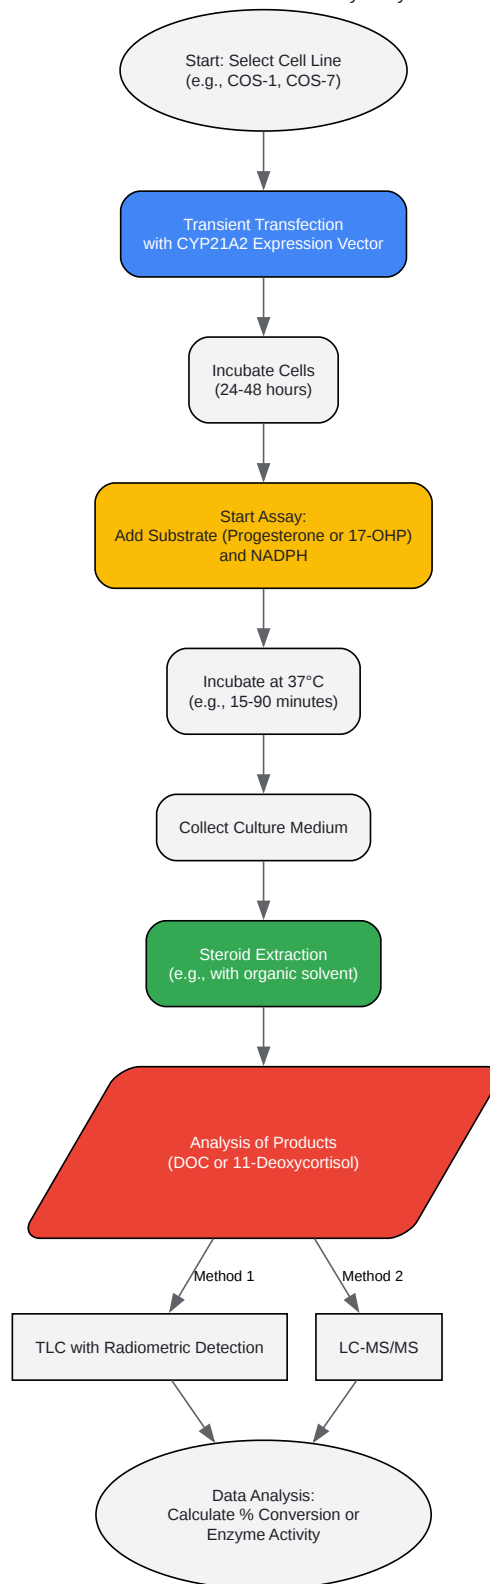 Start: Select Cell Line
(e.g., COS-1, COS-7)
Transient Transfection
with CYP21A2 Expression Vector
Incubate Cells
(24-48 hours)
Start Assay:
Add Substrate (Progesterone or 17-OHP)
and NADPH
Incubate at 37°C
(e.g., 15-90 minutes)
Collect Culture Medium
Steroid Extraction
(e.g., with organic solvent)
Analysis of Products
(DOC or 11-Deoxycortisol)
Method 1
Method 2
TLC with Radiometric Detection
LC-MS/MS
Data Analysis:
Calculate % Conversion or
Enzyme Activity